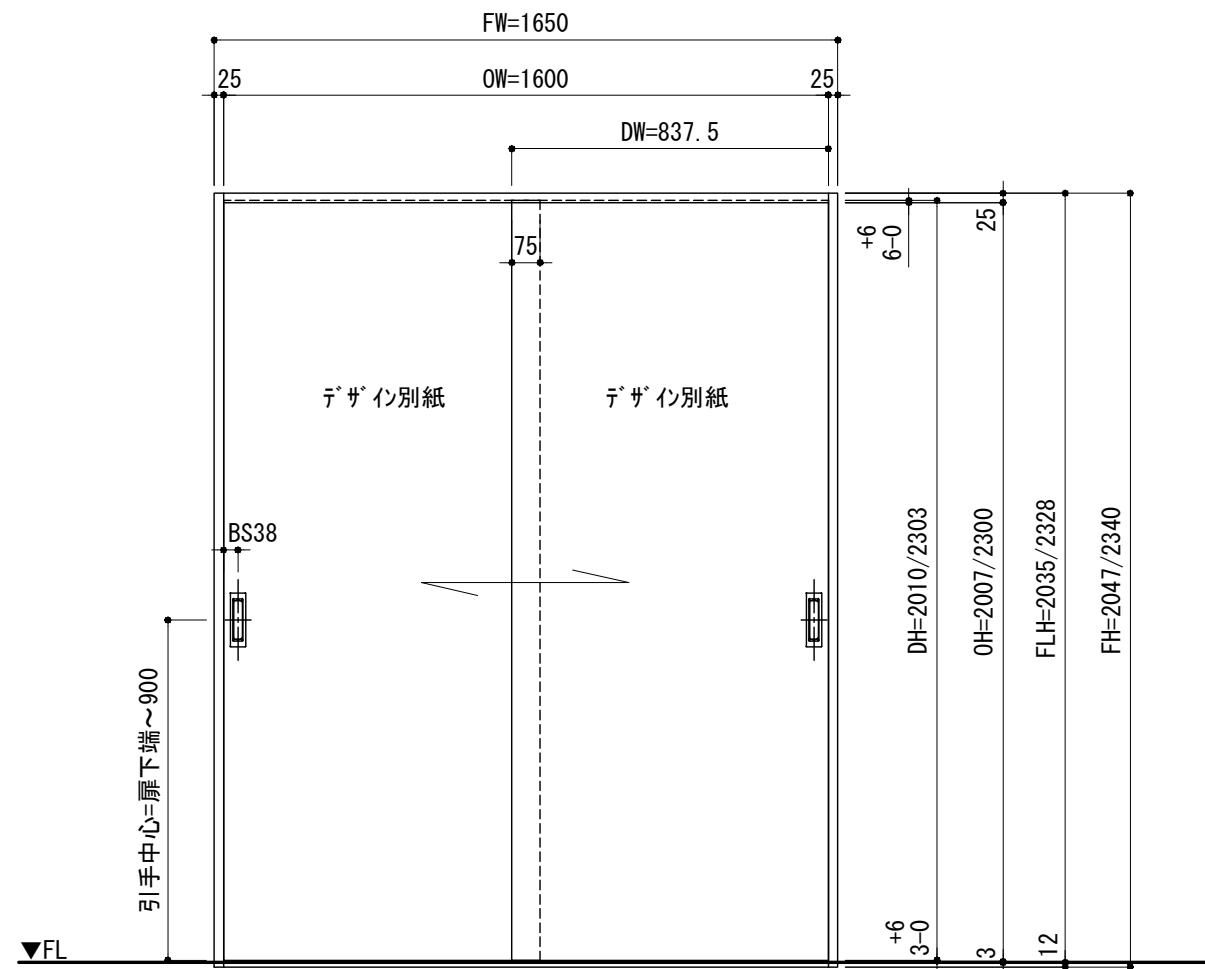 FW=1650
25
OW=1600
25
DW=837.5
75
+6
6-0
25
デザイン別紙
デザイン別紙
BS38
DH=2010/2303
OH=2007/2300
FLH=2035/2328
FH=2047/2340
引手中心=扉下端～900
▼FL
+6
3-0
3
12